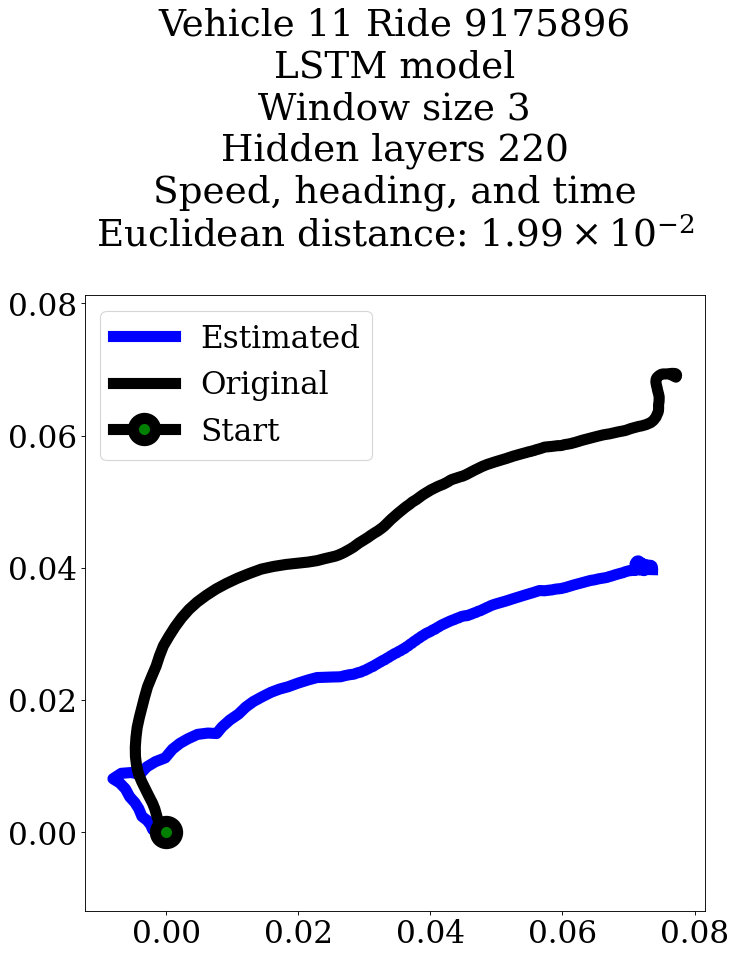 Vehicle 11 Ride 9175896
LSTM model
Window size 3
Hidden layers 220
Speed, heading, and time
Euclidean distance: 1.99 × 10⁻²
0.08
0.06
0.04
0.02
0.00
Estimated
Original
Start
0.00 0.02 0.04 0.06 0.08